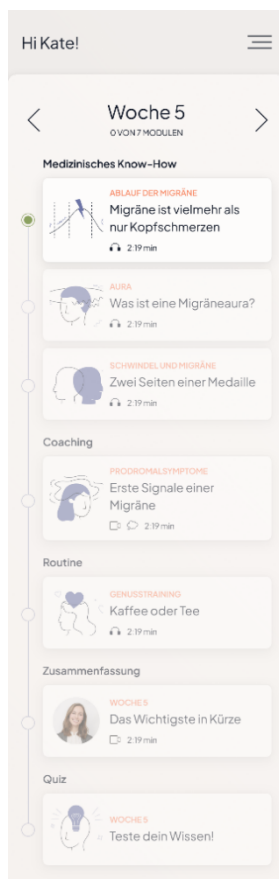 Hi Kate!
Woche 5
0 VON 7 MODULEN
Medizinisches Know-How
ABLAUF DER MIGRÄNE
Migräne ist vielmehr als
nur Kopfschmerzen
2:19 min
AURA
Was ist eine Migräneaura?
2:19 min
SCHWINDEL UND MIGRÄNE
Zwei Seiten einer Medaille
2:19 min
Coaching
PRODROMALSYMPTOME
Erste Signale einer
Migräne
2:19 min
Routine
GENUSSTRAINING
Kaffee oder Tee
2:19 min
Zusammenfassung
WOCHE 5
Das Wichtigste in Kürze
2:19 min
Quiz
WOCHE 5
Teste dein Wissen!